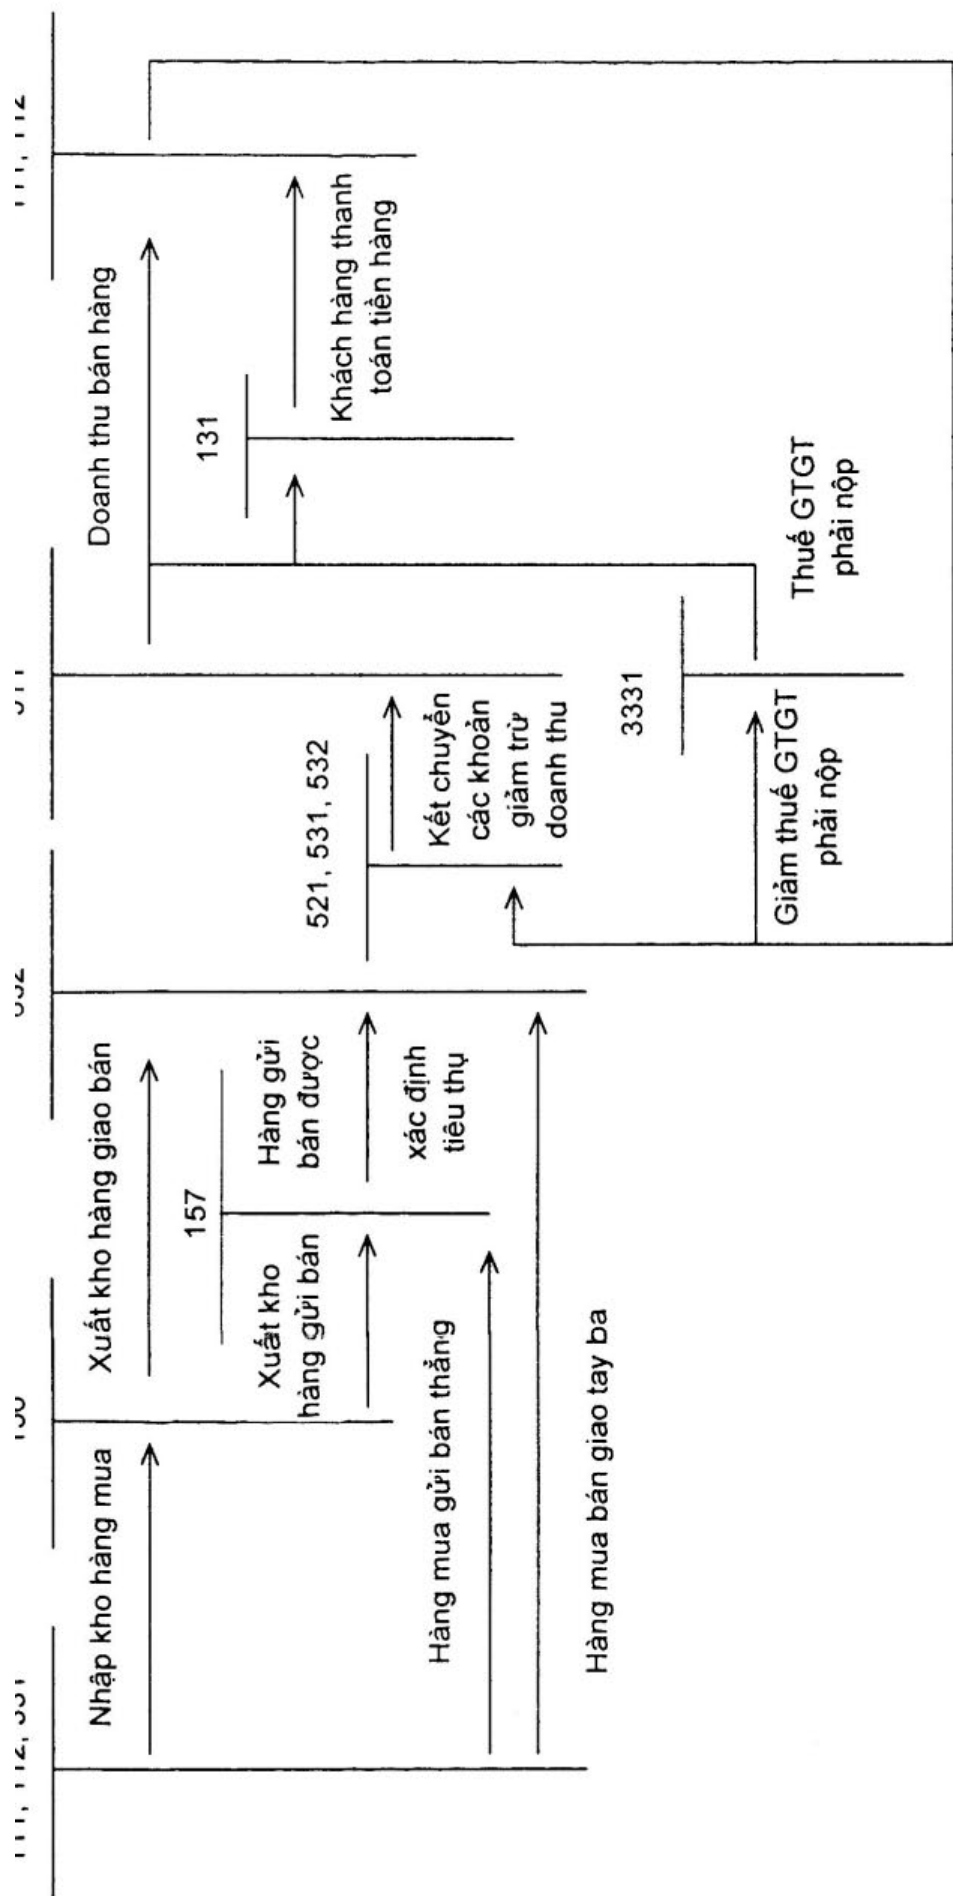 Nhập kho hàng mua
Xuất kho hàng giao bán
Doanh thu bán hàng
157
Xuất kho
hàng gửi bán
Hàng gửi
bán được
xác định
tiêu thụ
521, 531, 532
Kết chuyển
các khoản
giảm trừ
doanh thu
131
Khách hàng thanh
toán tiền hàng
Hàng mua gửi bán thẳng
Hàng mua bán giao tay ba
3331
Giảm thuế GTGT
phải nộp
Thuế GTGT
phải nộp